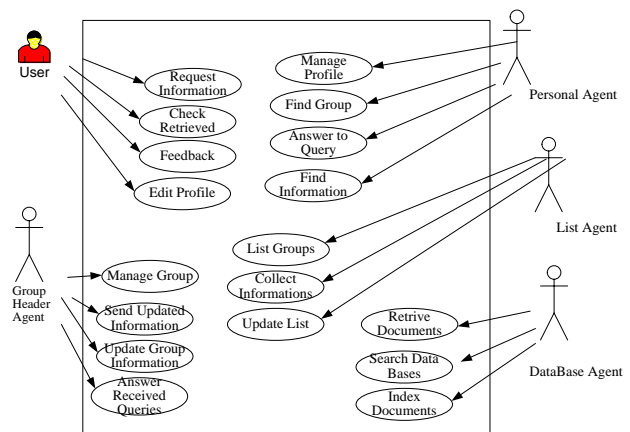 User
Request
Information
Check
Retrieved
Feedback
Edit Profile
Manage
Profile
Find Group
Answer to
Query
Find
Information
Personal Agent
List Agent
List Groups
Collect
Informations
Update List
Group
Header
Agent
Manage Group
Send Updated
Information
Update Group
Information
Answer
Received
Queries
Retrive
Documents
Search Data
Bases
Index
Documents
DataBase Agent